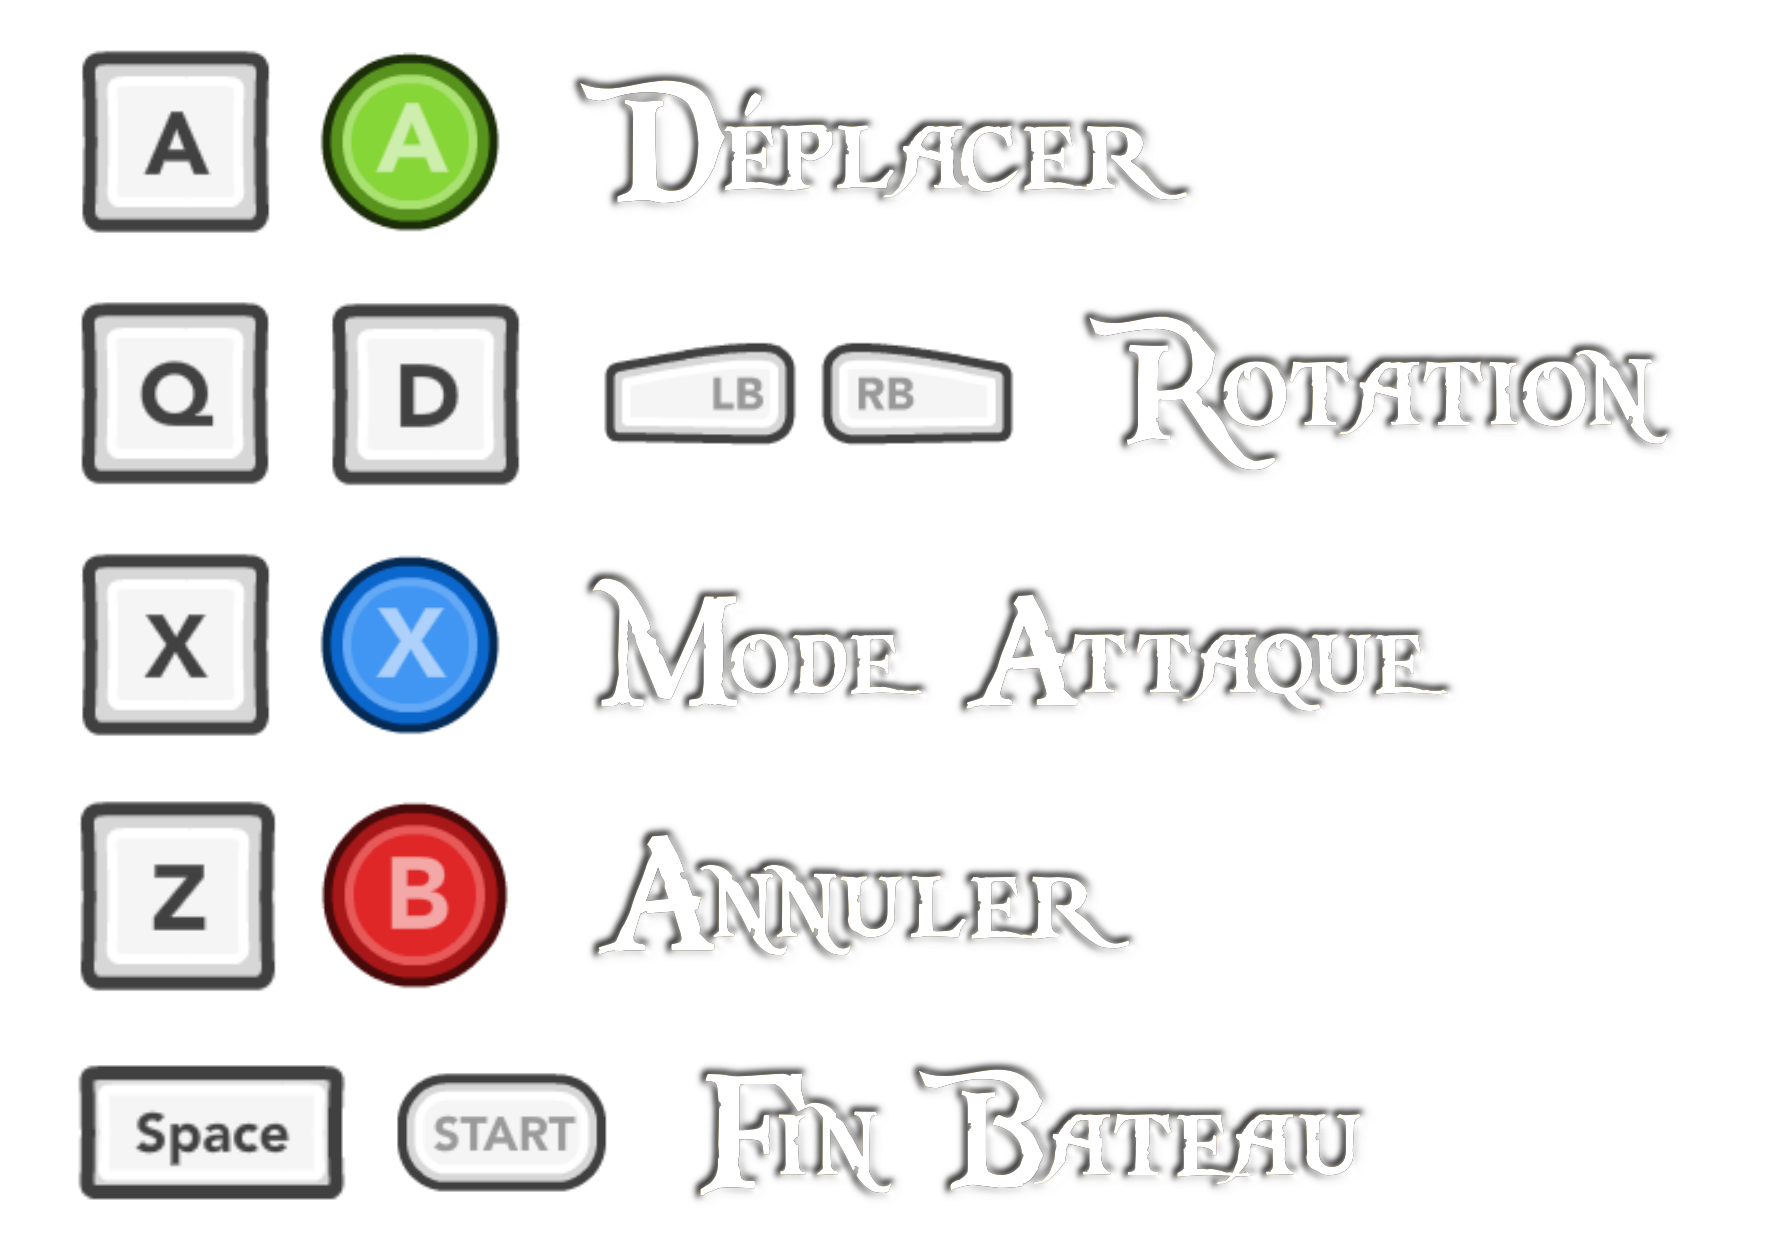 A A Déplacer
Q D LB RB Rotation
X X Mode Attaque
Z B Annuler
Space START Fin Bateau